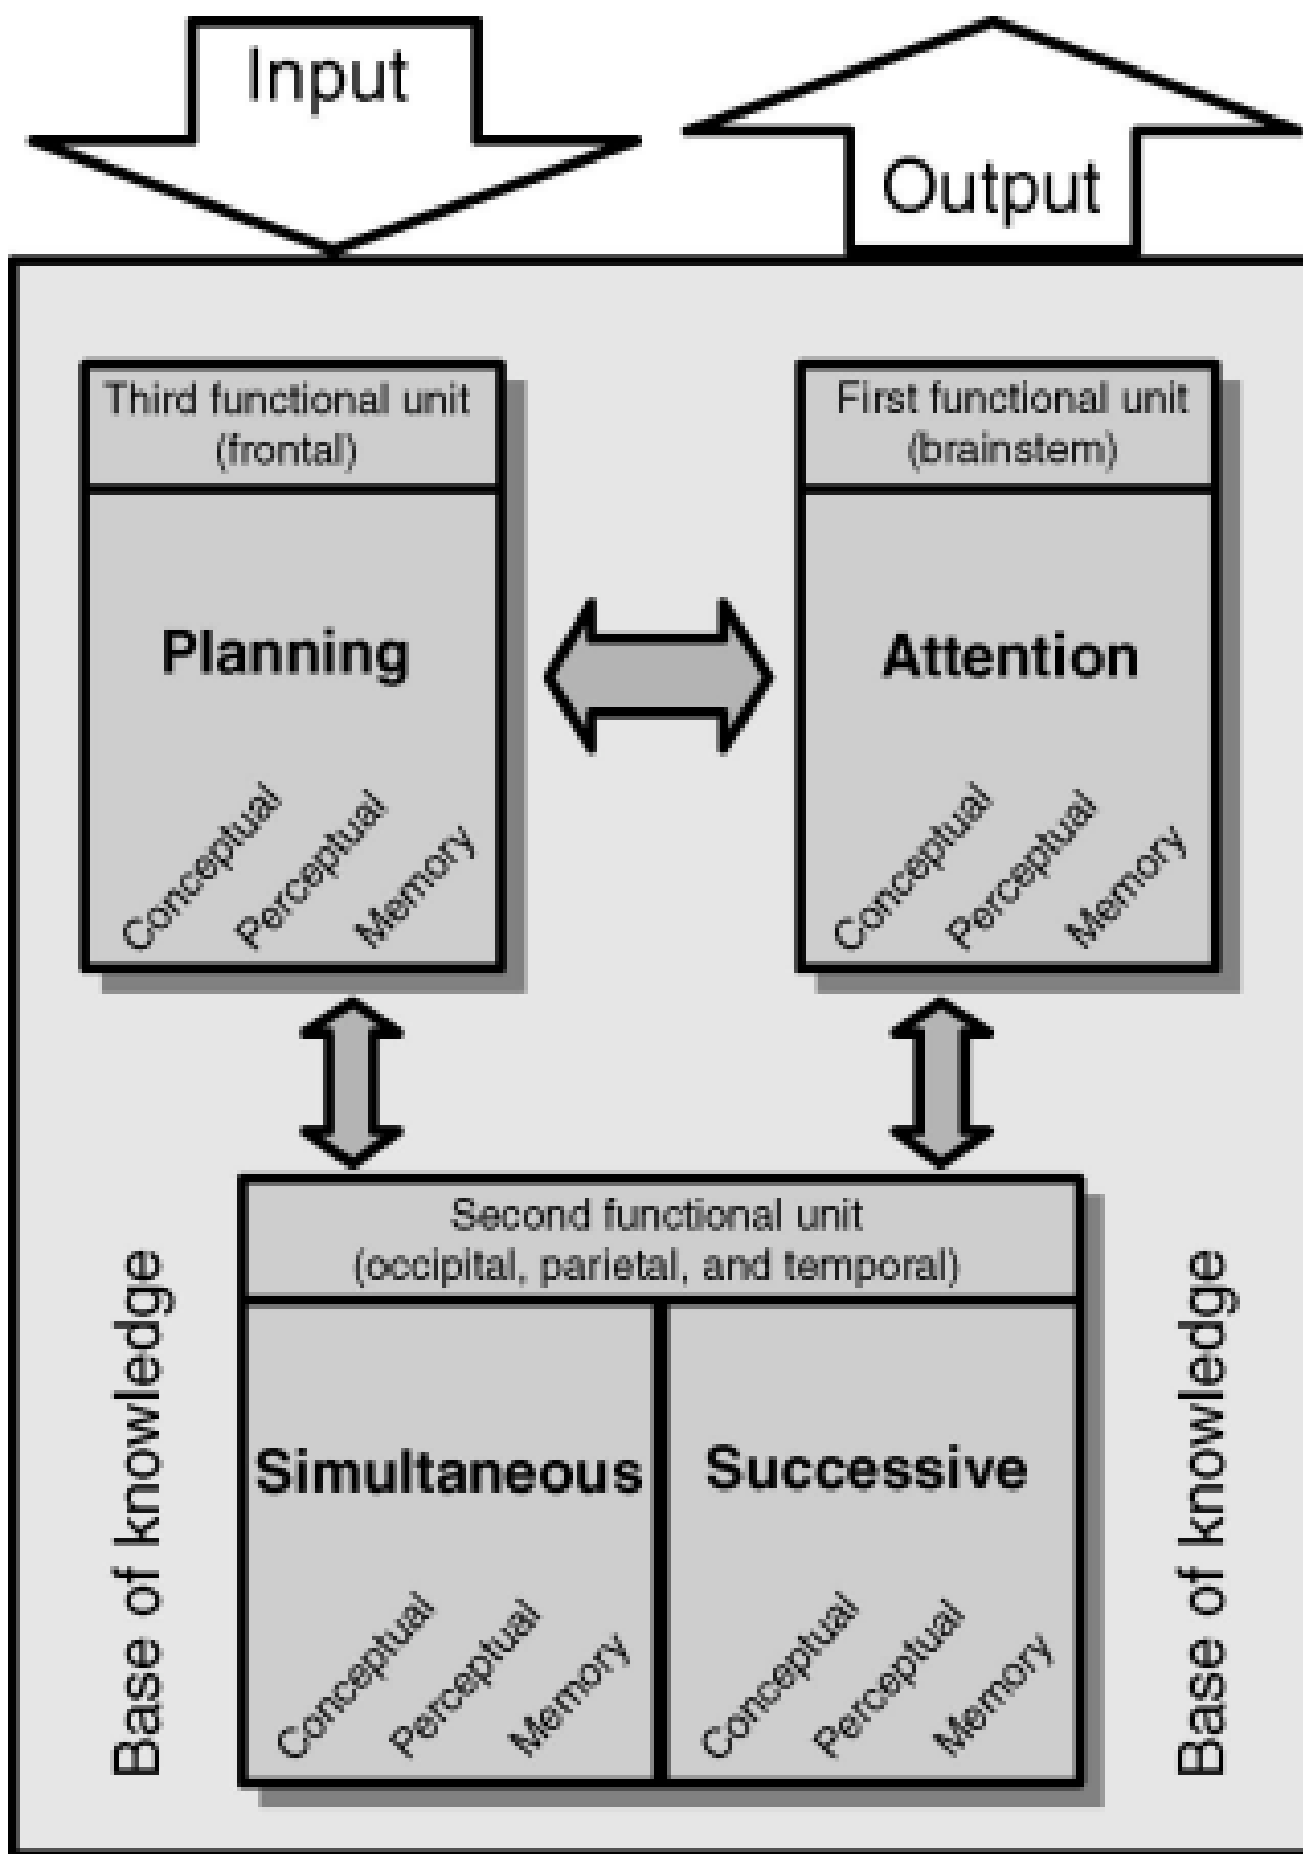 Input
Output
Third functional unit
(frontal)
Planning
Conceptual
Perceptual
Memory
First functional unit
(brainstem)
Attention
Conceptual
Perceptual
Memory
Second functional unit
(occipital, parietal, and temporal)
Simultaneous
Conceptual
Perceptual
Memory
Successive
Conceptual
Perceptual
Memory
Base of knowledge
Base of knowledge